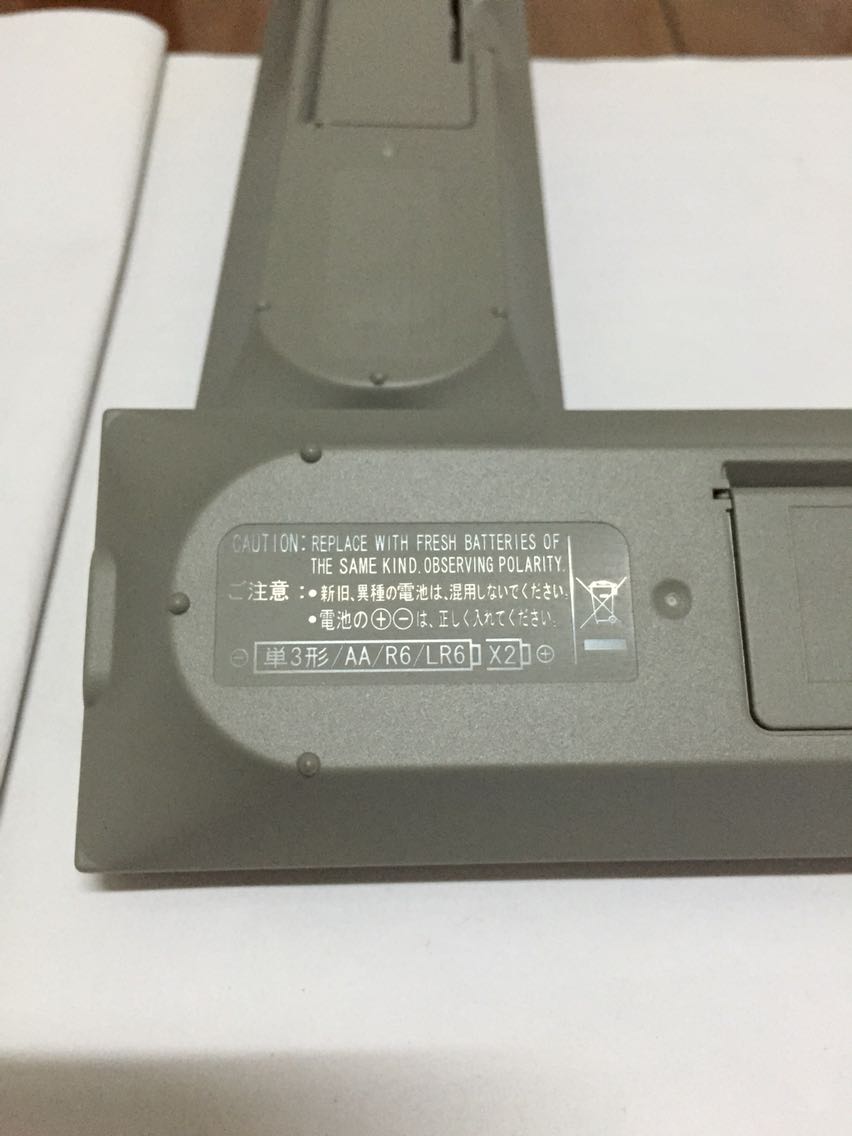 CAUTION: REPLACE WITH FRESH BATTERIES OF
THE SAME KIND. OBSERVING POLARITY.
ご注意：•新旧、異種の電池は、混用しないでください。
•電池の⊕⊖は、正しく入れてください。
⊖ 単3形/AA/R6/LR6 X2 ⊕